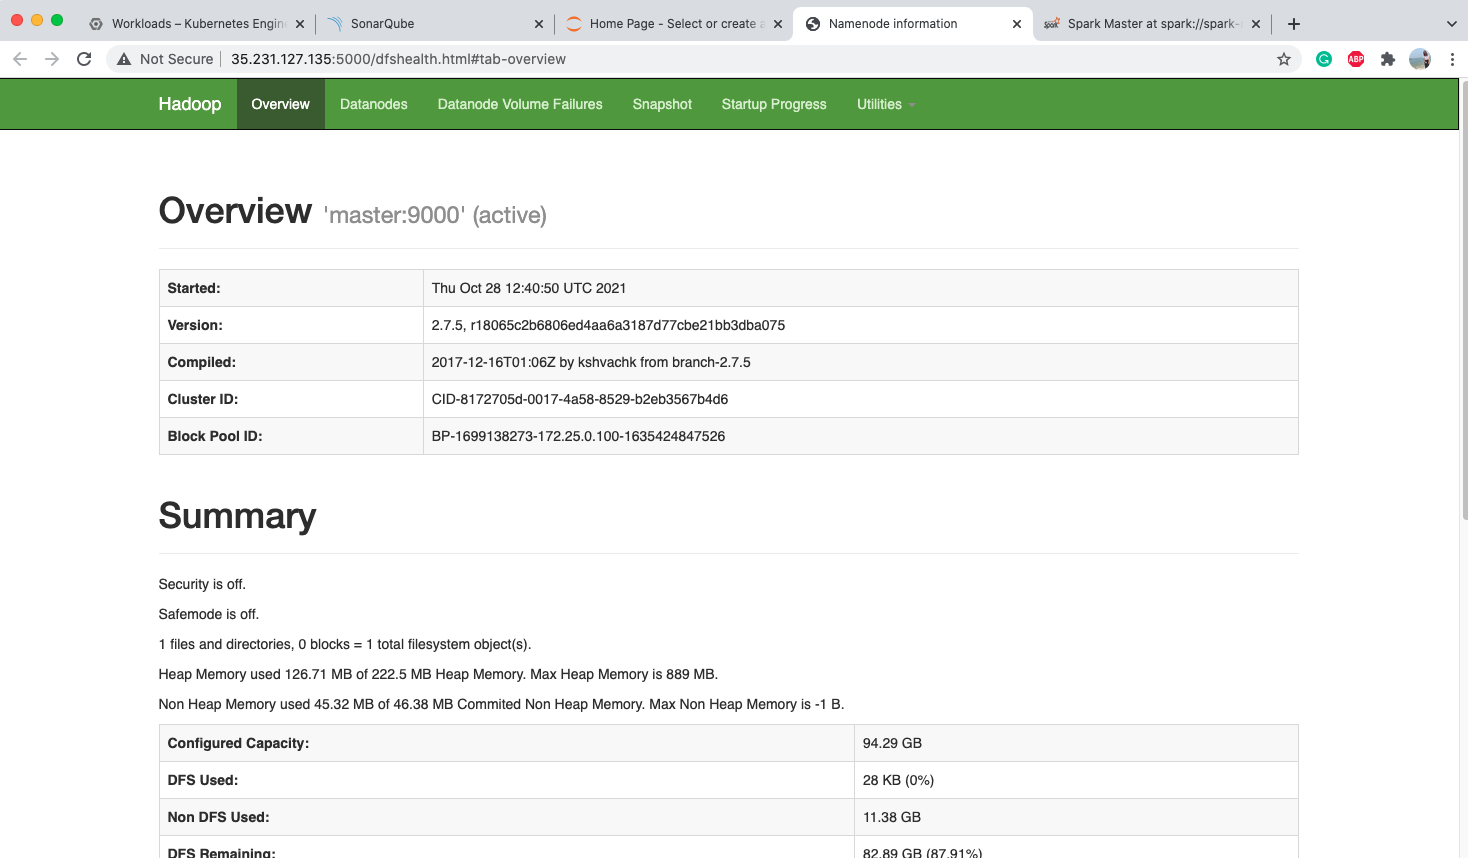 Workloads – Kubernetes Engin
SonarQube
Home Page - Select or create a
Namenode information
Spark Master at spark://spark-
Not Secure
35.231.127.135:5000/dfshealth.html#tab-overview
ABP
Hadoop
Overview
Datanodes
Datanode Volume Failures
Snapshot
Startup Progress
Utilities
Overview 'master:9000' (active)
Started: Thu Oct 28 12:40:50 UTC 2021
Version: 2.7.5, r18065c2b6806ed4aa6a3187d77cbe21bb3dba075
Compiled: 2017-12-16T01:06Z by kshvachk from branch-2.7.5
Cluster ID: CID-8172705d-0017-4a58-8529-b2eb3567b4d6
Block Pool ID: BP-1699138273-172.25.0.100-1635424847526
Summary
Security is off.
Safemode is off.
1 files and directories, 0 blocks = 1 total filesystem object(s).
Heap Memory used 126.71 MB of 222.5 MB Heap Memory. Max Heap Memory is 889 MB.
Non Heap Memory used 45.32 MB of 46.38 MB Commited Non Heap Memory. Max Non Heap Memory is -1 B.
Configured Capacity: 94.29 GB
DFS Used: 28 KB (0%)
Non DFS Used: 11.38 GB
DFS Remaining: 82.89 GB (87.91%)